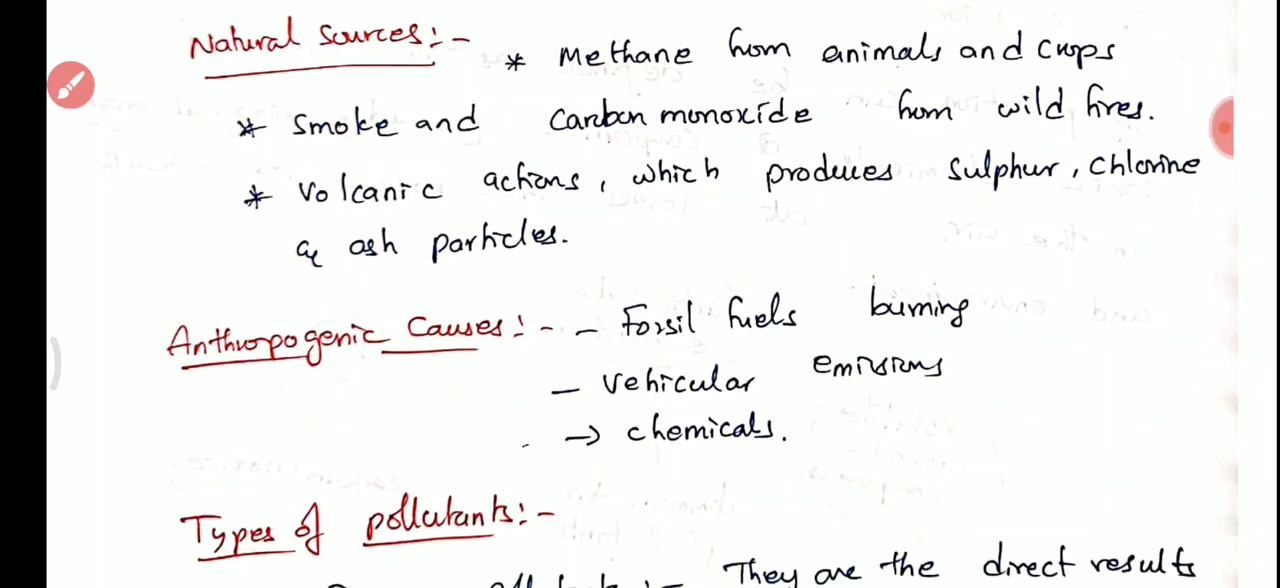 Natural Sources:- * Methane from animals and crops
* Smoke and carbon monoxide from wild fires.
* Volcanic actions, which produces sulphur, chlorine
& ash particles.
Anthropogenic Causes:- - Fossil fuels burning
- Vehicular emissions
→ chemicals.
Types of pollutants:-
:- They are the direct results